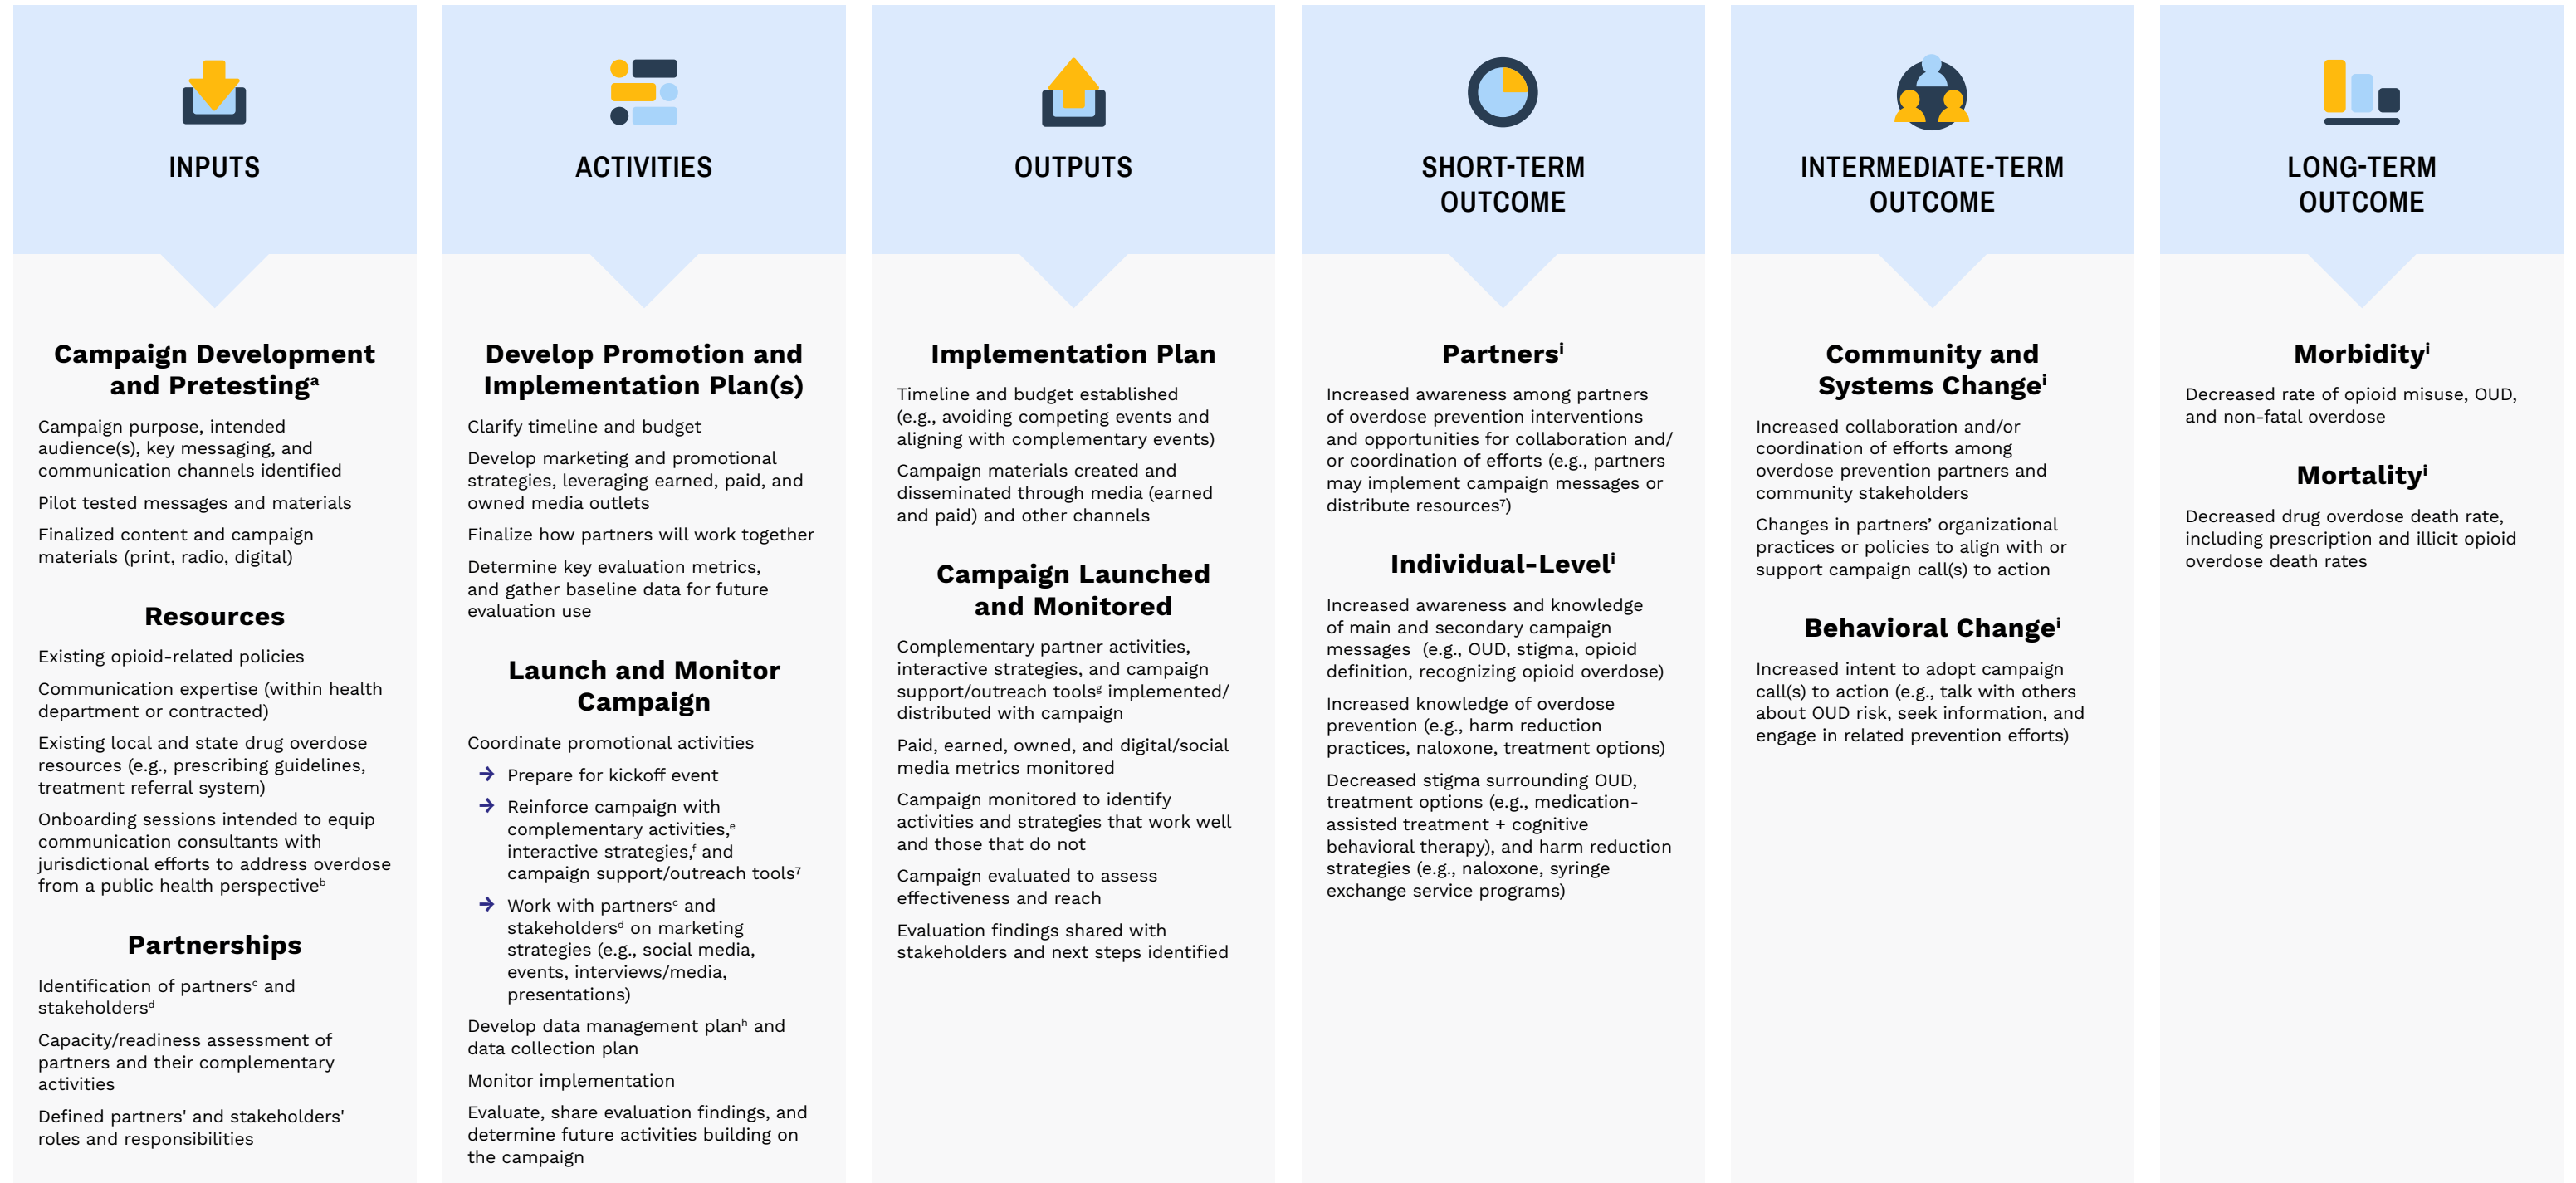 INPUTS
Campaign Development
and Pretestingᵃ
Campaign purpose, intended
audience(s), key messaging, and
communication channels identified
Pilot tested messages and materials
Finalized content and campaign
materials (print, radio, digital)
Resources
Existing opioid-related policies
Communication expertise (within health
department or contracted)
Existing local and state drug overdose
resources (e.g., prescribing guidelines,
treatment referral system)
Onboarding sessions intended to equip
communication consultants with
jurisdictional efforts to address overdose
from a public health perspectiveᵇ
Partnerships
Identification of partnersᶜ and
stakeholdersᵈ
Capacity/readiness assessment of
partners and their complementary
activities
Defined partners' and stakeholders'
roles and responsibilities
ACTIVITIES
Develop Promotion and
Implementation Plan(s)
Clarify timeline and budget
Develop marketing and promotional
strategies, leveraging earned, paid, and
owned media outlets
Finalize how partners will work together
Determine key evaluation metrics,
and gather baseline data for future
evaluation use
Launch and Monitor
Campaign
Coordinate promotional activities
→ Prepare for kickoff event
→ Reinforce campaign with
complementary activities,ᵉ
interactive strategies,ᶠ and
campaign support/outreach tools⁷
→ Work with partnersᶜ and
stakeholdersᵈ on marketing
strategies (e.g., social media,
events, interviews/media,
presentations)
Develop data management planʰ and
data collection plan
Monitor implementation
Evaluate, share evaluation findings, and
determine future activities building on
the campaign
OUTPUTS
Implementation Plan
Timeline and budget established
(e.g., avoiding competing events and
aligning with complementary events)
Campaign materials created and
disseminated through media (earned
and paid) and other channels
Campaign Launched
and Monitored
Complementary partner activities,
interactive strategies, and campaign
support/outreach toolsᵍ implemented/
distributed with campaign
Paid, earned, owned, and digital/social
media metrics monitored
Campaign monitored to identify
activities and strategies that work well
and those that do not
Campaign evaluated to assess
effectiveness and reach
Evaluation findings shared with
stakeholders and next steps identified
SHORT-TERM
OUTCOME
Partnersⁱ
Increased awareness among partners
of overdose prevention interventions
and opportunities for collaboration and/
or coordination of efforts (e.g., partners
may implement campaign messages or
distribute resources⁷)
Individual-Levelⁱ
Increased awareness and knowledge
of main and secondary campaign
messages (e.g., OUD, stigma, opioid
definition, recognizing opioid overdose)
Increased knowledge of overdose
prevention (e.g., harm reduction
practices, naloxone, treatment options)
Decreased stigma surrounding OUD,
treatment options (e.g., medication-
assisted treatment + cognitive
behavioral therapy), and harm reduction
strategies (e.g., naloxone, syringe
exchange service programs)
INTERMEDIATE-TERM
OUTCOME
Community and
Systems Changeⁱ
Increased collaboration and/or
coordination of efforts among
overdose prevention partners and
community stakeholders
Changes in partners’ organizational
practices or policies to align with or
support campaign call(s) to action
Behavioral Changeⁱ
Increased intent to adopt campaign
call(s) to action (e.g., talk with others
about OUD risk, seek information, and
engage in related prevention efforts)
LONG-TERM
OUTCOME
Morbidityⁱ
Decreased rate of opioid misuse, OUD,
and non-fatal overdose
Mortalityⁱ
Decreased drug overdose death rate,
including prescription and illicit opioid
overdose death rates